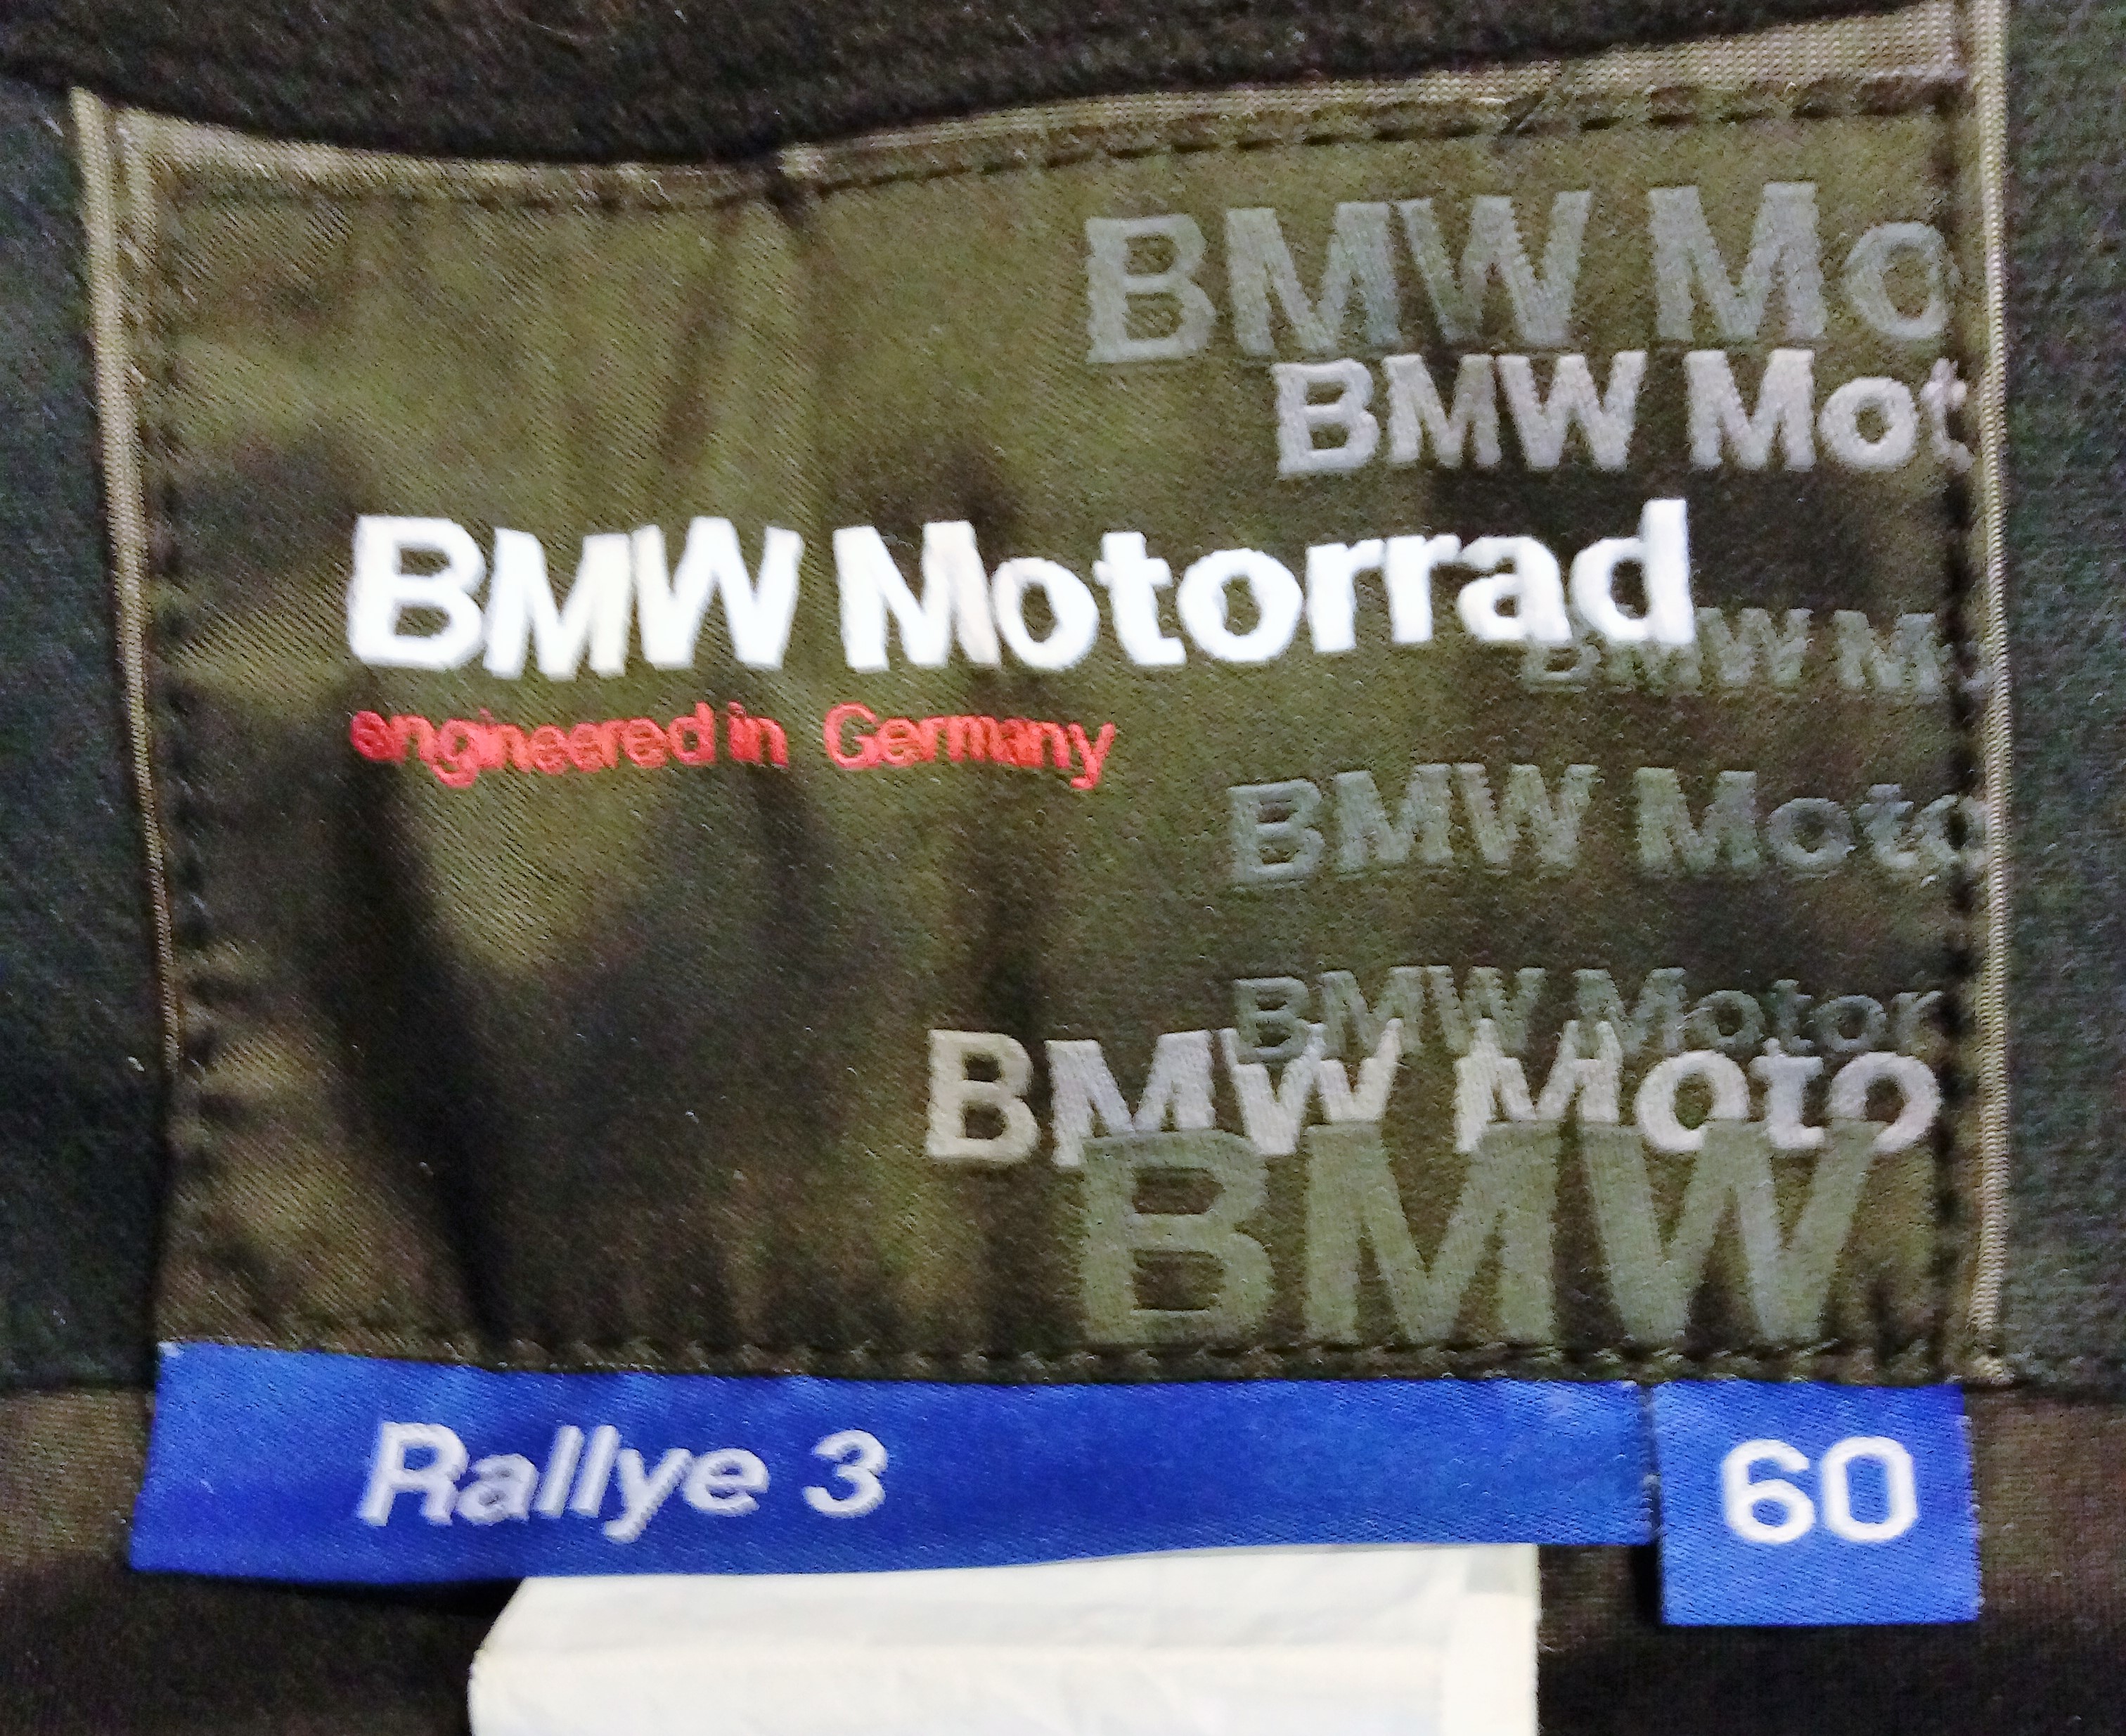 BMW Mo
BMW Mot
BMW Motorrad
BMW M
engineered in Germany
BMW Moto
BMW Motor
BMW Moto
BMW
Rallye 3
60